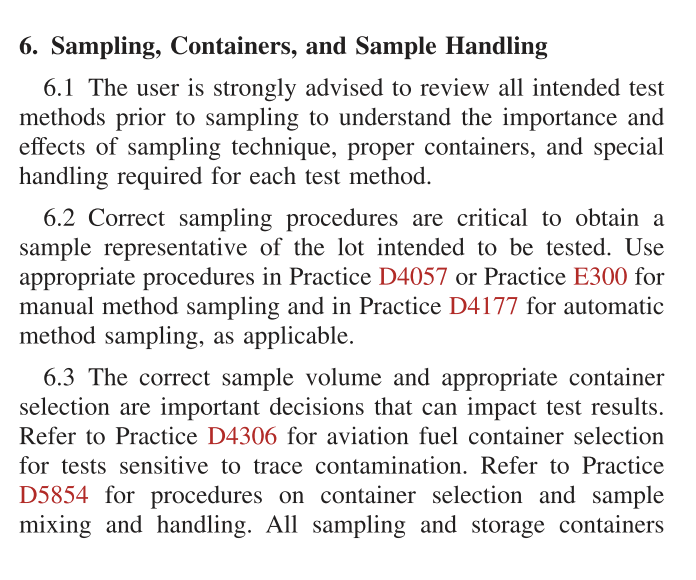 6. Sampling, Containers, and Sample Handling
6.1 The user is strongly advised to review all intended test
methods prior to sampling to understand the importance and
effects of sampling technique, proper containers, and special
handling required for each test method.
6.2 Correct sampling procedures are critical to obtain a
sample representative of the lot intended to be tested. Use
appropriate procedures in Practice D4057 or Practice E300 for
manual method sampling and in Practice D4177 for automatic
method sampling, as applicable.
6.3 The correct sample volume and appropriate container
selection are important decisions that can impact test results.
Refer to Practice D4306 for aviation fuel container selection
for tests sensitive to trace contamination. Refer to Practice
D5854 for procedures on container selection and sample
mixing and handling. All sampling and storage containers